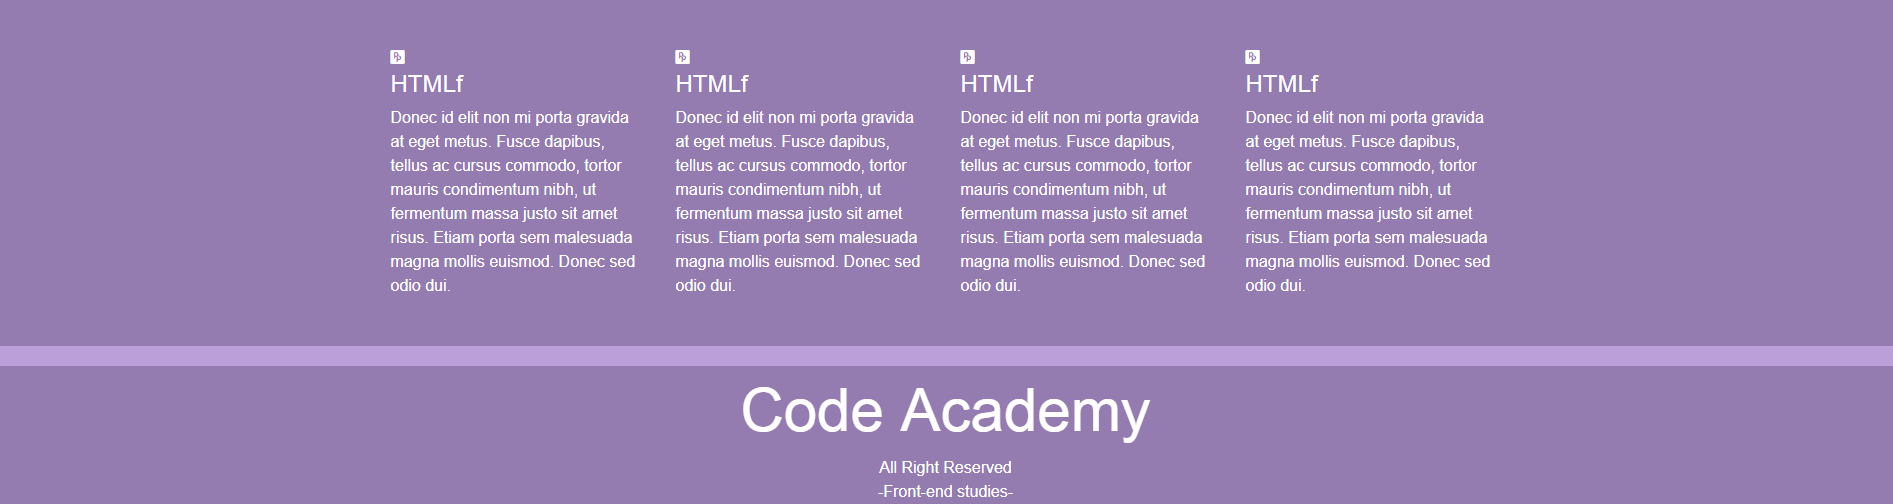 HTMLf
Donec id elit non mi porta gravida
at eget metus. Fusce dapibus,
tellus ac cursus commodo, tortor
mauris condimentum nibh, ut
fermentum massa justo sit amet
risus. Etiam porta sem malesuada
magna mollis euismod. Donec sed
odio dui.
HTMLf
Donec id elit non mi porta gravida
at eget metus. Fusce dapibus,
tellus ac cursus commodo, tortor
mauris condimentum nibh, ut
fermentum massa justo sit amet
risus. Etiam porta sem malesuada
magna mollis euismod. Donec sed
odio dui.
HTMLf
Donec id elit non mi porta gravida
at eget metus. Fusce dapibus,
tellus ac cursus commodo, tortor
mauris condimentum nibh, ut
fermentum massa justo sit amet
risus. Etiam porta sem malesuada
magna mollis euismod. Donec sed
odio dui.
HTMLf
Donec id elit non mi porta gravida
at eget metus. Fusce dapibus,
tellus ac cursus commodo, tortor
mauris condimentum nibh, ut
fermentum massa justo sit amet
risus. Etiam porta sem malesuada
magna mollis euismod. Donec sed
odio dui.
Code Academy
All Right Reserved
-Front-end studies-